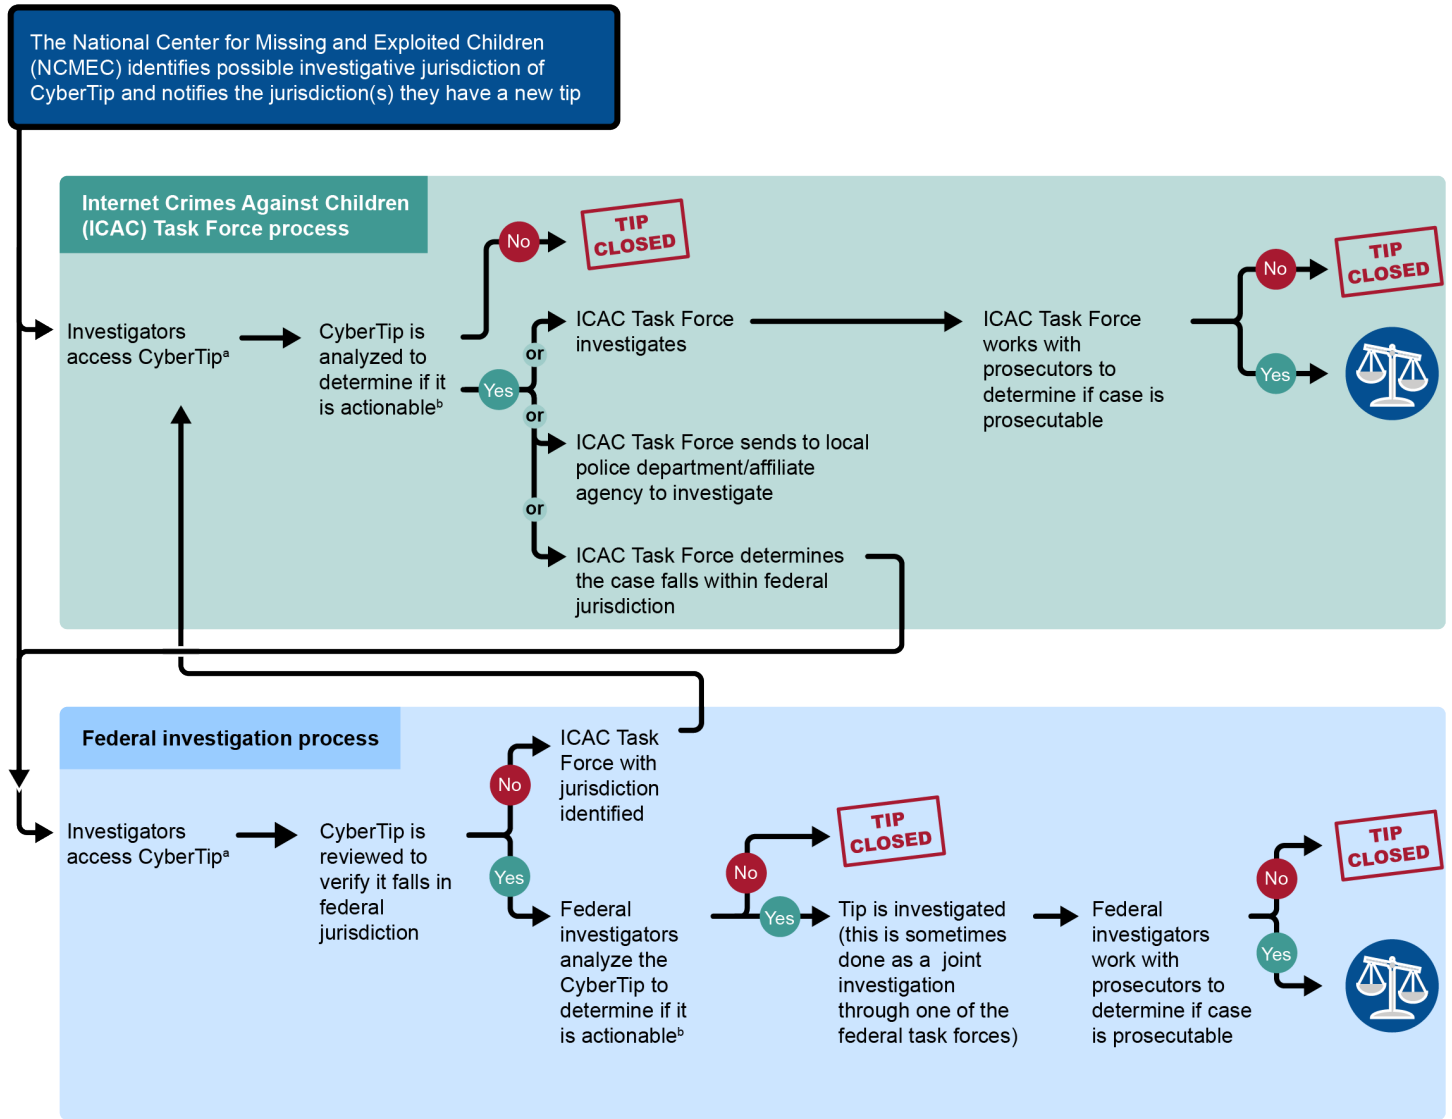 The National Center for Missing and Exploited Children
(NCMEC) identifies possible investigative jurisdiction of
CyberTip and notifies the jurisdiction(s) they have a new tip
Internet Crimes Against Children
(ICAC) Task Force process
Investigators
access CyberTipᵃ
CyberTip is
analyzed to
determine if it
is actionableᵇ
No
TIP
CLOSED
Yes
or
ICAC Task Force
investigates
or
ICAC Task Force sends to local
police department/affiliate
agency to investigate
or
ICAC Task Force determines
the case falls within federal
jurisdiction
ICAC Task Force
works with
prosecutors to
determine if case is
prosecutable
No
TIP
CLOSED
Yes
Federal investigation process
Investigators
access CyberTipᵃ
CyberTip is
reviewed to
verify it falls in
federal
jurisdiction
No
ICAC Task
Force with
jurisdiction
identified
Yes
Federal
investigators
analyze the
CyberTip to
determine if it
is actionableᵇ
No
TIP
CLOSED
Yes
Tip is investigated
(this is sometimes
done as a joint
investigation
through one of the
federal task forces)
Federal
investigators
work with
prosecutors to
determine if case
is prosecutable
No
TIP
CLOSED
Yes